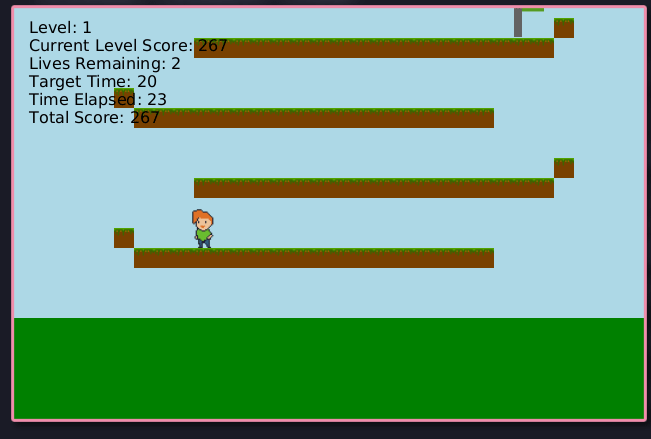 Level: 1
Current Level Score: 267
Lives Remaining: 2
Target Time: 20
Time Elapsed: 23
Total Score: 267